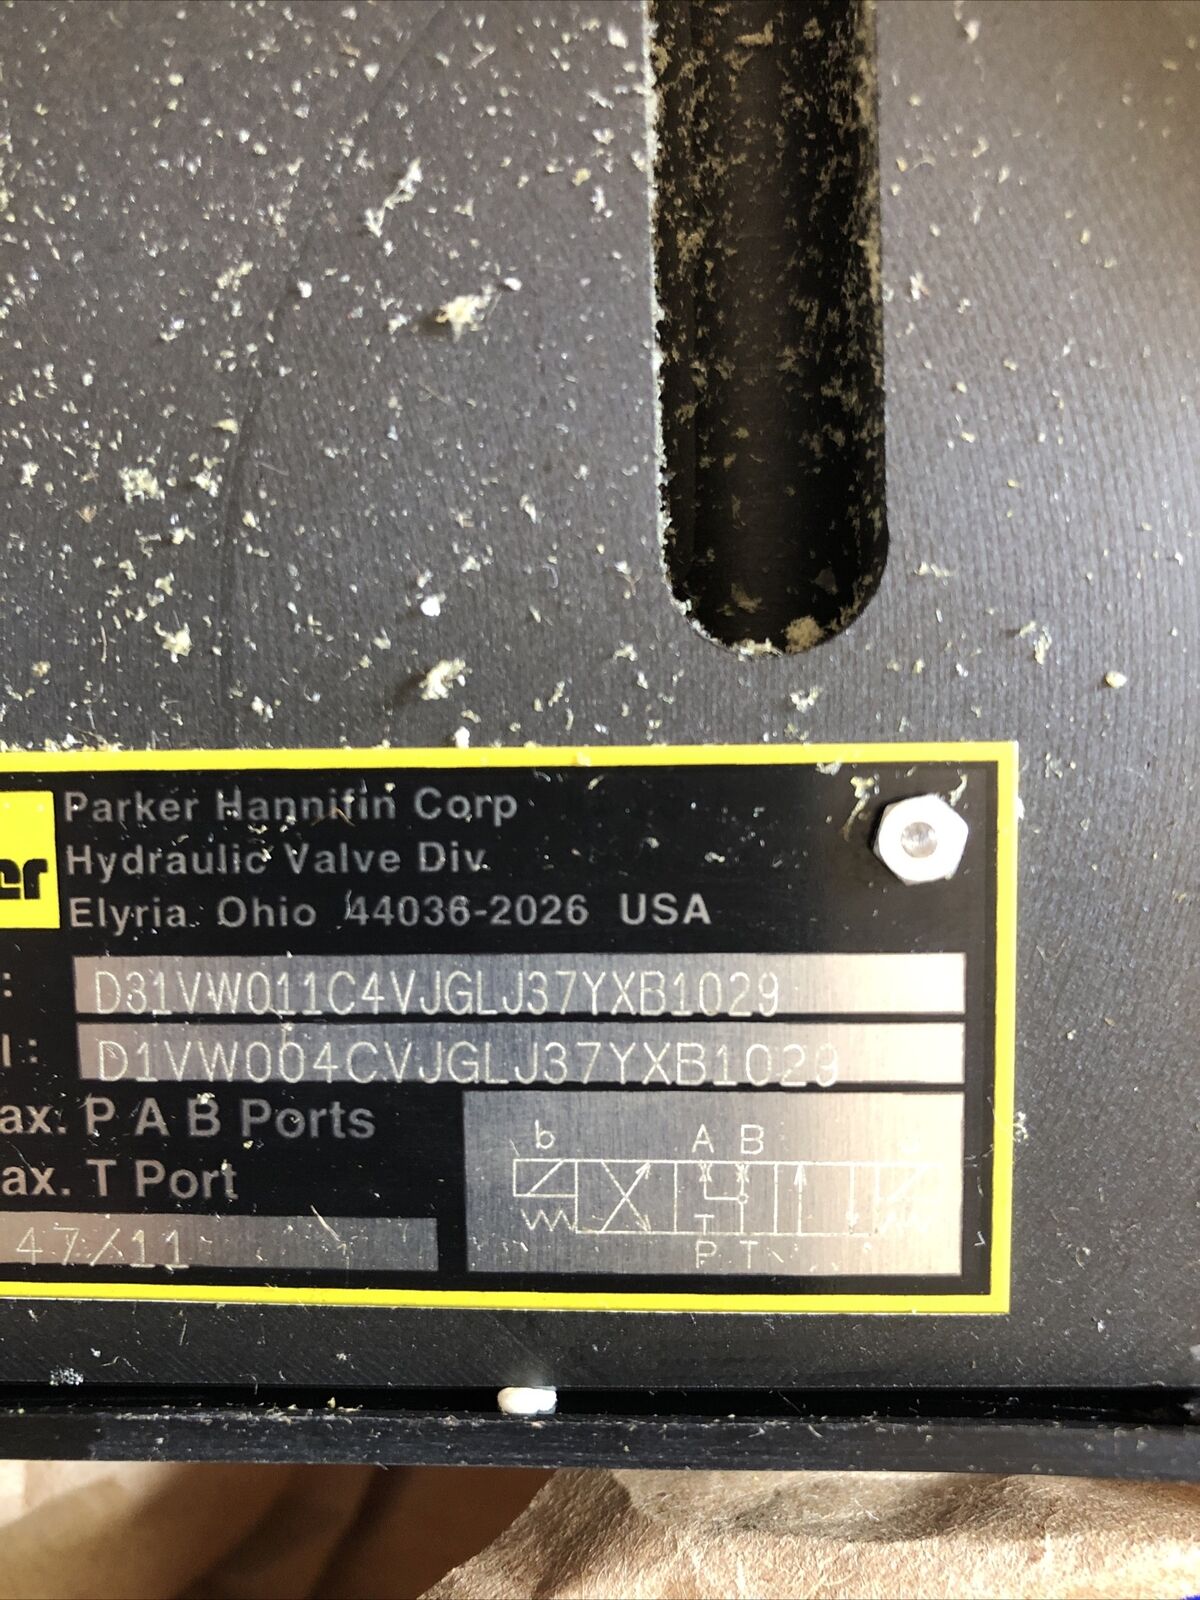 er
Parker Hannifin Corp
Hydraulic Valve Div.
Elyria. Ohio 44036-2026 USA
: D31VW011C4VJGLJ37YXB1029
l: D1VW004CVJGLJ37YXB1029
ax. P A B Ports
ax. T Port
47/11
b A B
P T